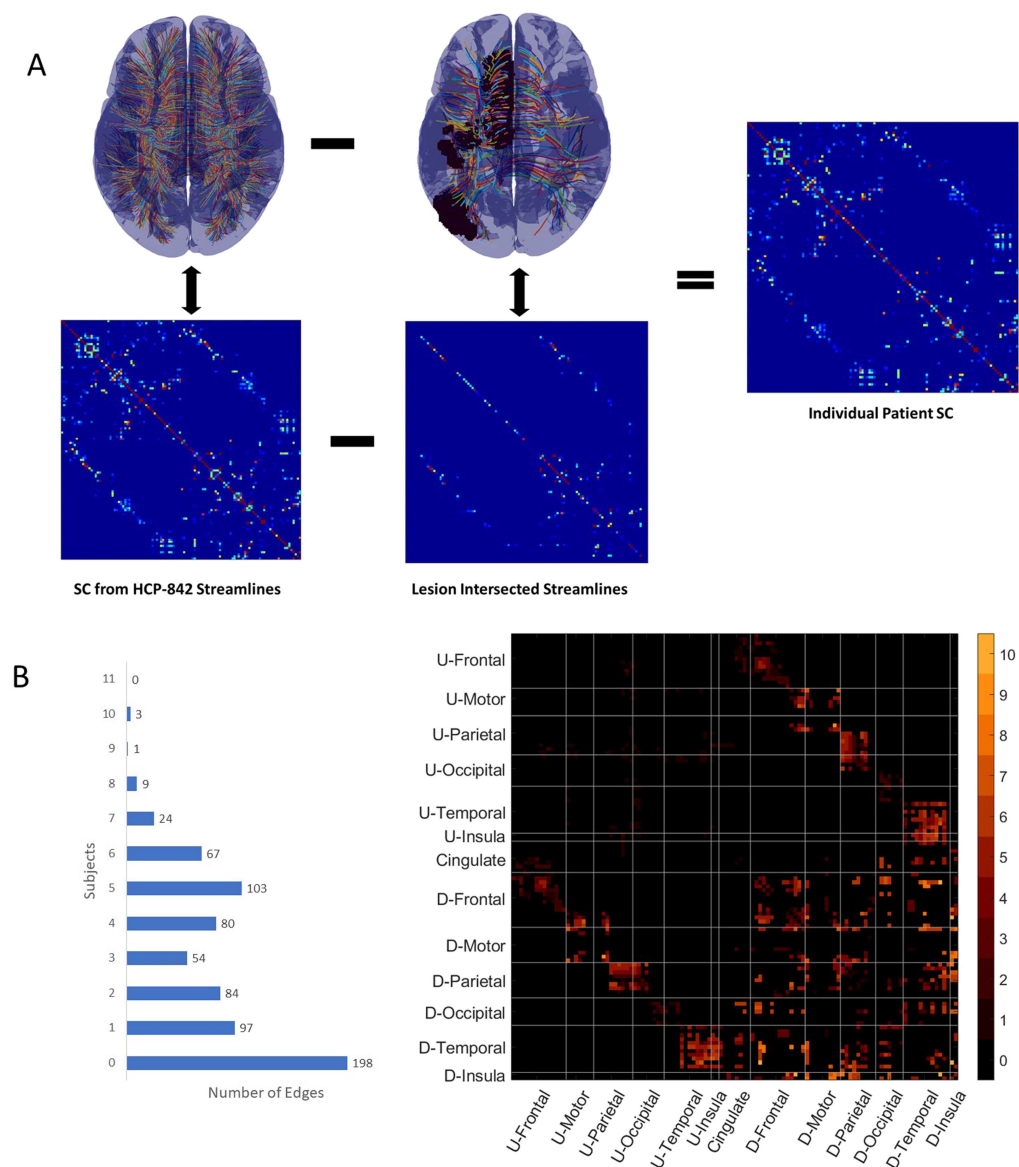 A
SC from HCP-842 Streamlines
Lesion Intersected Streamlines
Individual Patient SC
B
Subjects
11 0
10 3
9 1
8 9
7 24
6 67
5 103
4 80
3 54
2 84
1 97
0 198
Number of Edges
U-Frontal
U-Motor
U-Parietal
U-Occipital
U-Temporal
U-Insula
Cingulate
D-Frontal
D-Motor
D-Parietal
D-Occipital
D-Temporal
D-Insula
U-Frontal
U-Motor
U-Parietal
U-Occipital
U-Temporal
U-Insula
Cingulate
D-Frontal
D-Motor
D-Parietal
D-Occipital
D-Temporal
D-Insula
10
9
8
7
6
5
4
3
2
1
0